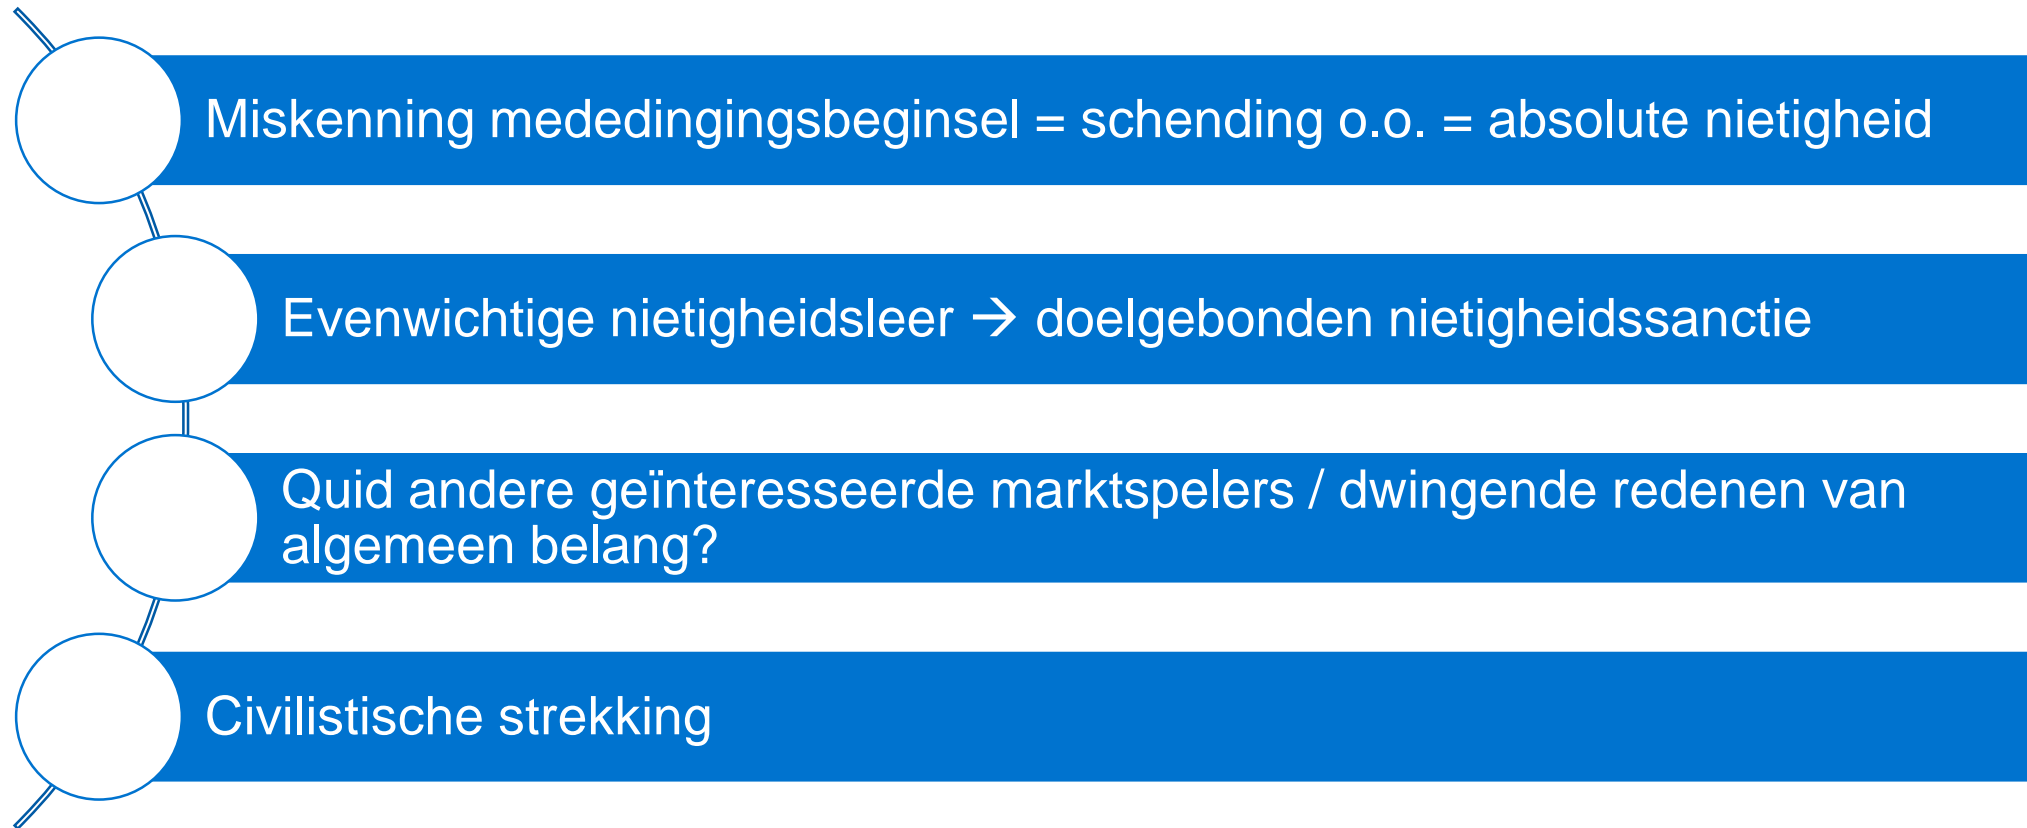 Miskenning mededingingsbeginsel = schending o.o. = absolute nietigheid
Evenwichtige nietigheidsleer → doelgebonden nietigheidssanctie
Quid andere geïnteresseerde marktspelers / dwingende redenen van
algemeen belang?
Civilistische strekking